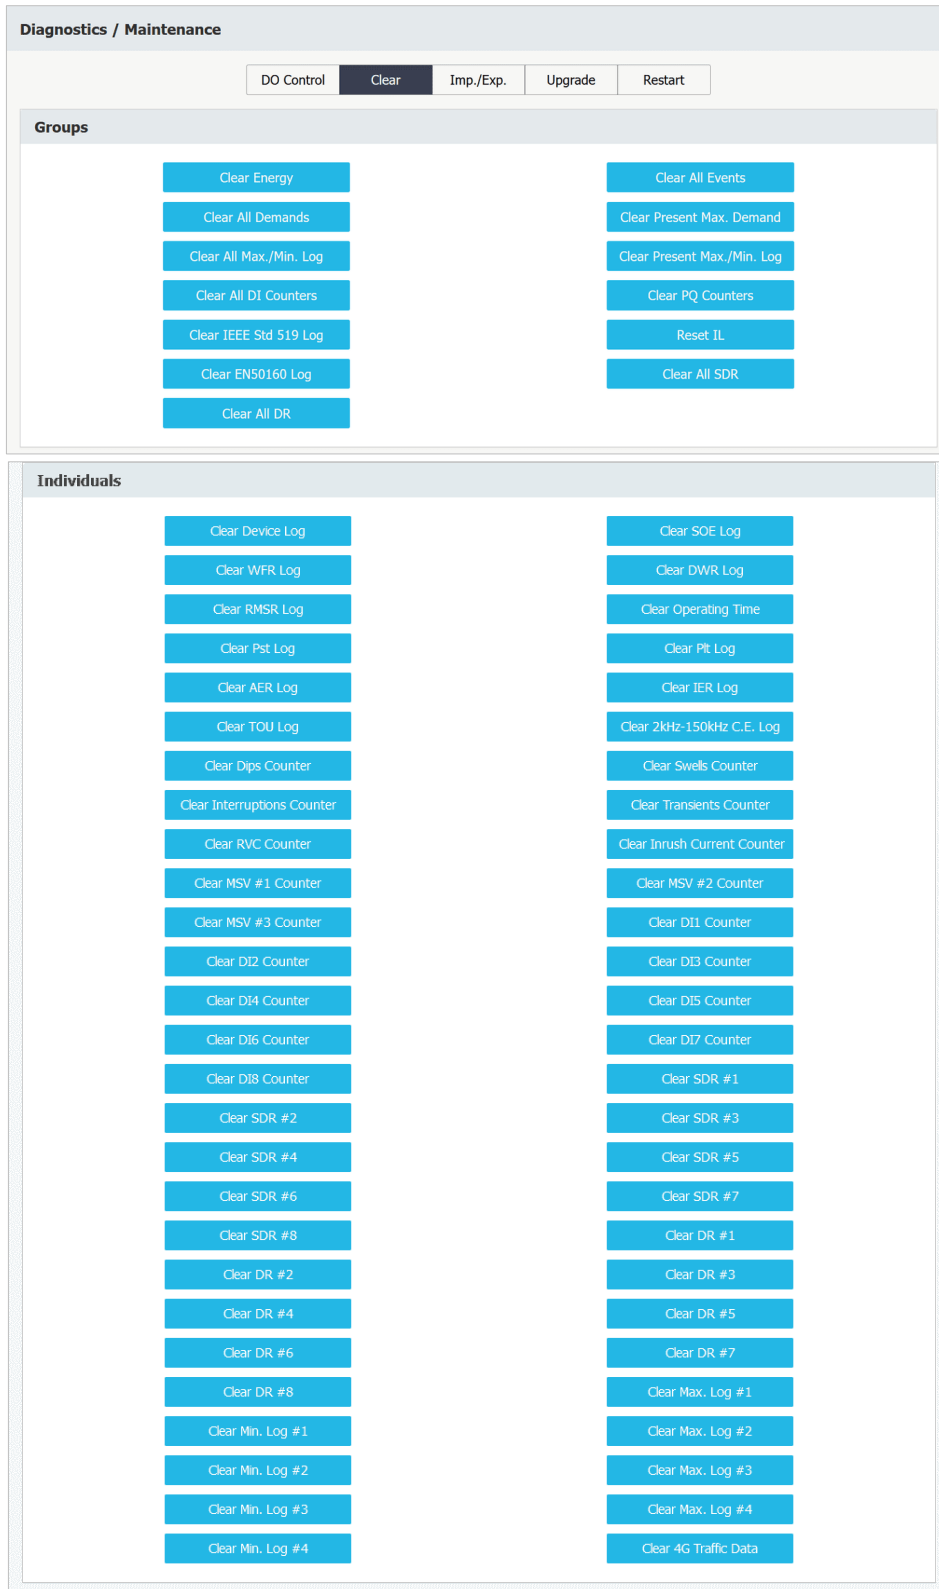 Diagnostics / Maintenance
DO Control Clear Imp./Exp. Upgrade Restart
Groups
Clear Energy Clear All Events
Clear All Demands Clear Present Max. Demand
Clear All Max./Min. Log Clear Present Max./Min. Log
Clear All DI Counters Clear PQ Counters
Clear IEEE Std 519 Log Reset IL
Clear EN50160 Log Clear All SDR
Clear All DR
Individuals
Clear Device Log Clear SOE Log
Clear WFR Log Clear DWR Log
Clear RMSR Log Clear Operating Time
Clear Pst Log Clear Plt Log
Clear AER Log Clear IER Log
Clear TOU Log Clear 2kHz-150kHz C.E. Log
Clear Dips Counter Clear Swells Counter
Clear Interruptions Counter Clear Transients Counter
Clear RVC Counter Clear Inrush Current Counter
Clear MSV #1 Counter Clear MSV #2 Counter
Clear MSV #3 Counter Clear DI1 Counter
Clear DI2 Counter Clear DI3 Counter
Clear DI4 Counter Clear DI5 Counter
Clear DI6 Counter Clear DI7 Counter
Clear DI8 Counter Clear SDR #1
Clear SDR #2 Clear SDR #3
Clear SDR #4 Clear SDR #5
Clear SDR #6 Clear SDR #7
Clear SDR #8 Clear DR #1
Clear DR #2 Clear DR #3
Clear DR #4 Clear DR #5
Clear DR #6 Clear DR #7
Clear DR #8 Clear Max. Log #1
Clear Min. Log #1 Clear Max. Log #2
Clear Min. Log #2 Clear Max. Log #3
Clear Min. Log #3 Clear Max. Log #4
Clear Min. Log #4 Clear 4G Traffic Data